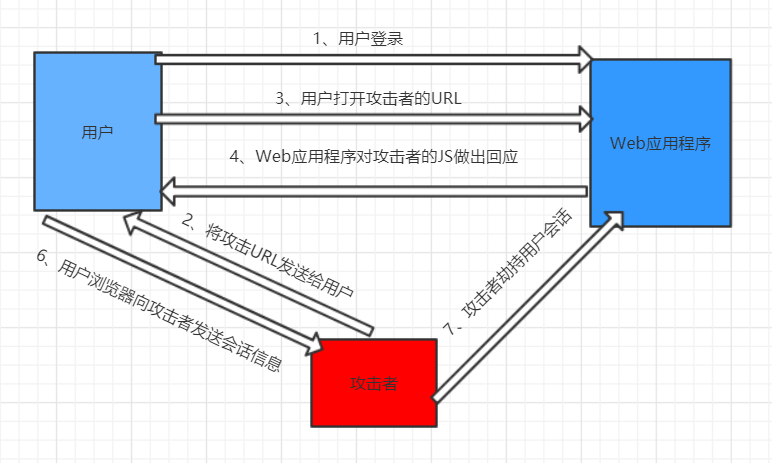 1、用户登录
3、用户打开攻击者的URL
用户
Web应用程序
4、Web应用程序对攻击者的JS做出回应
2、将攻击URL发送给用户
6、用户浏览器向攻击者发送会话信息
7、攻击者劫持用户会话
攻击者